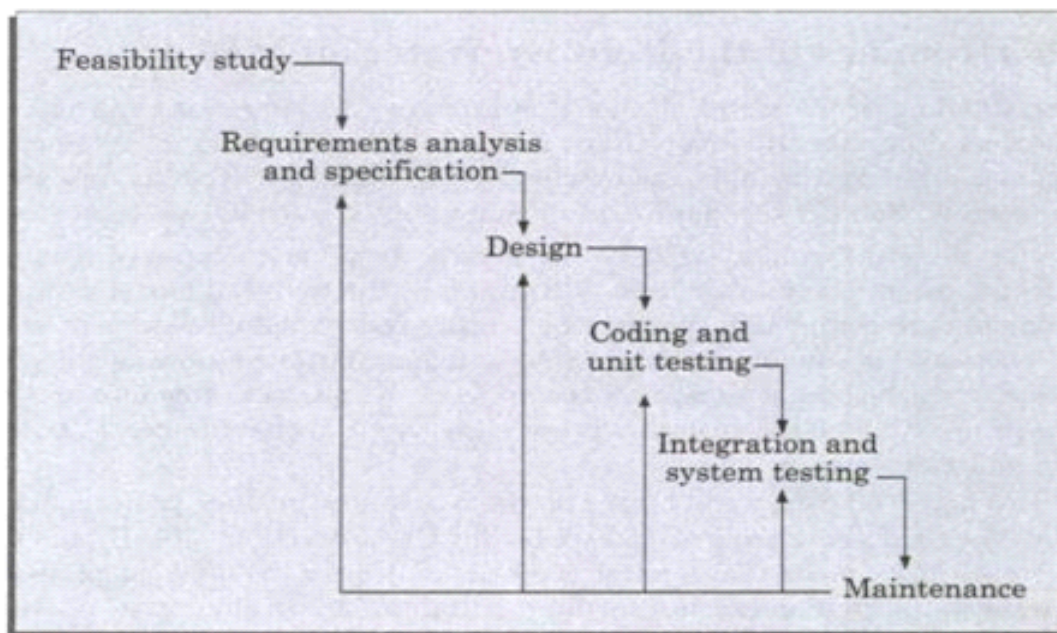 Feasibility study
Requirements analysis
and specification
Design
Coding and
unit testing
Integration and
system testing
Maintenance